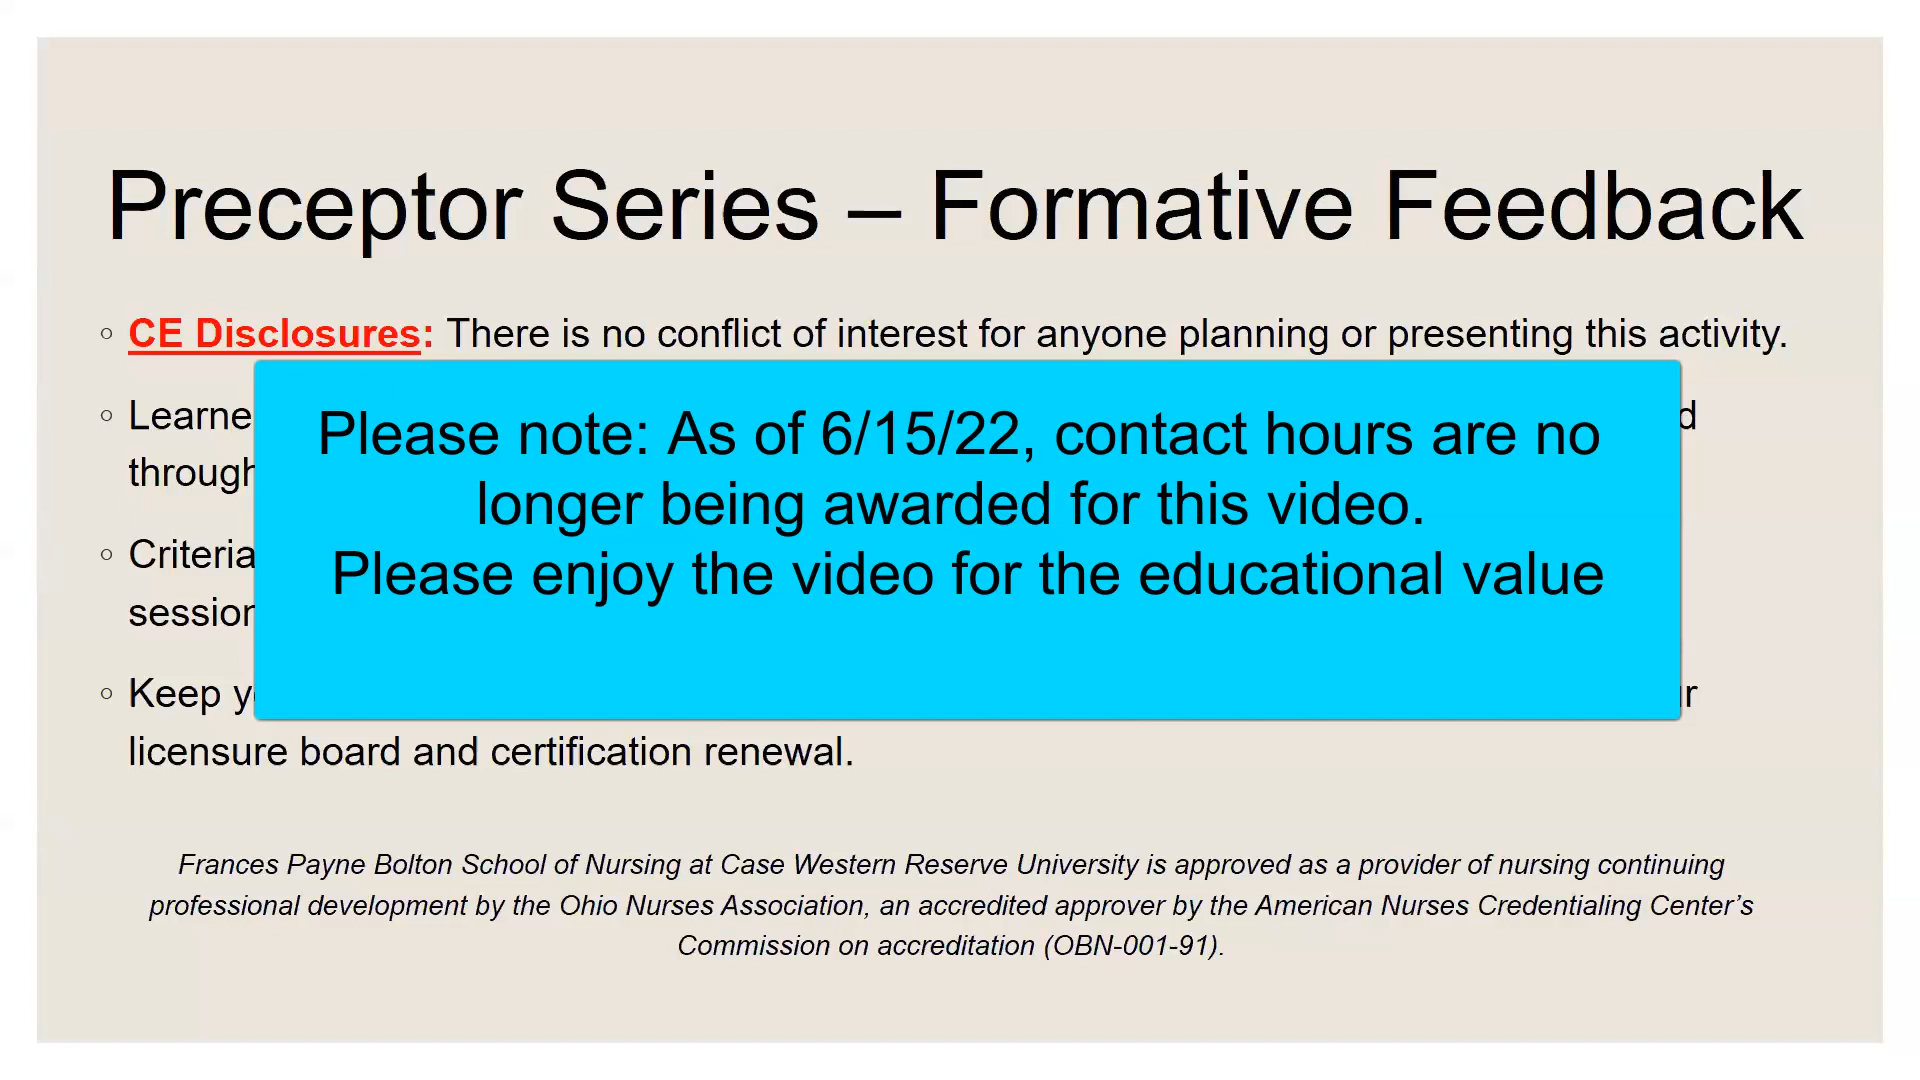 Preceptor Series – Formative Feedback
CE Disclosures: There is no conflict of interest for anyone planning or presenting this activity.
Please note: As of 6/15/22, contact hours are no
longer being awarded for this video.
Please enjoy the video for the educational value
Keep
licensure board and certification renewal.
Frances Payne Bolton School of Nursing at Case Western Reserve University is approved as a provider of nursing continuing
professional development by the Ohio Nurses Association, an accredited approver by the American Nurses Credentialing Center’s
Commission on accreditation (OBN-001-91).